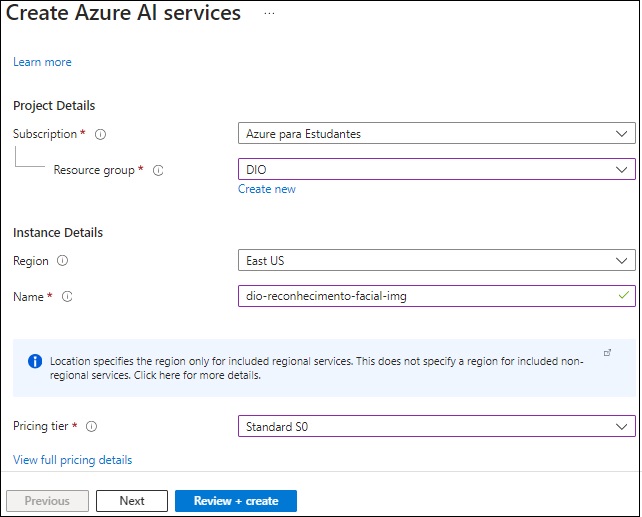 Create Azure AI services ...
Learn more
Project Details
Subscription * Azure para Estudantes
Resource group * DIO
Create new
Instance Details
Region East US
Name * dio-reconhecimento-facial-img
Location specifies the region only for included regional services. This does not specify a region for included non-
regional services. Click here for more details.
Pricing tier * Standard S0
View full pricing details
Previous Next Review + create